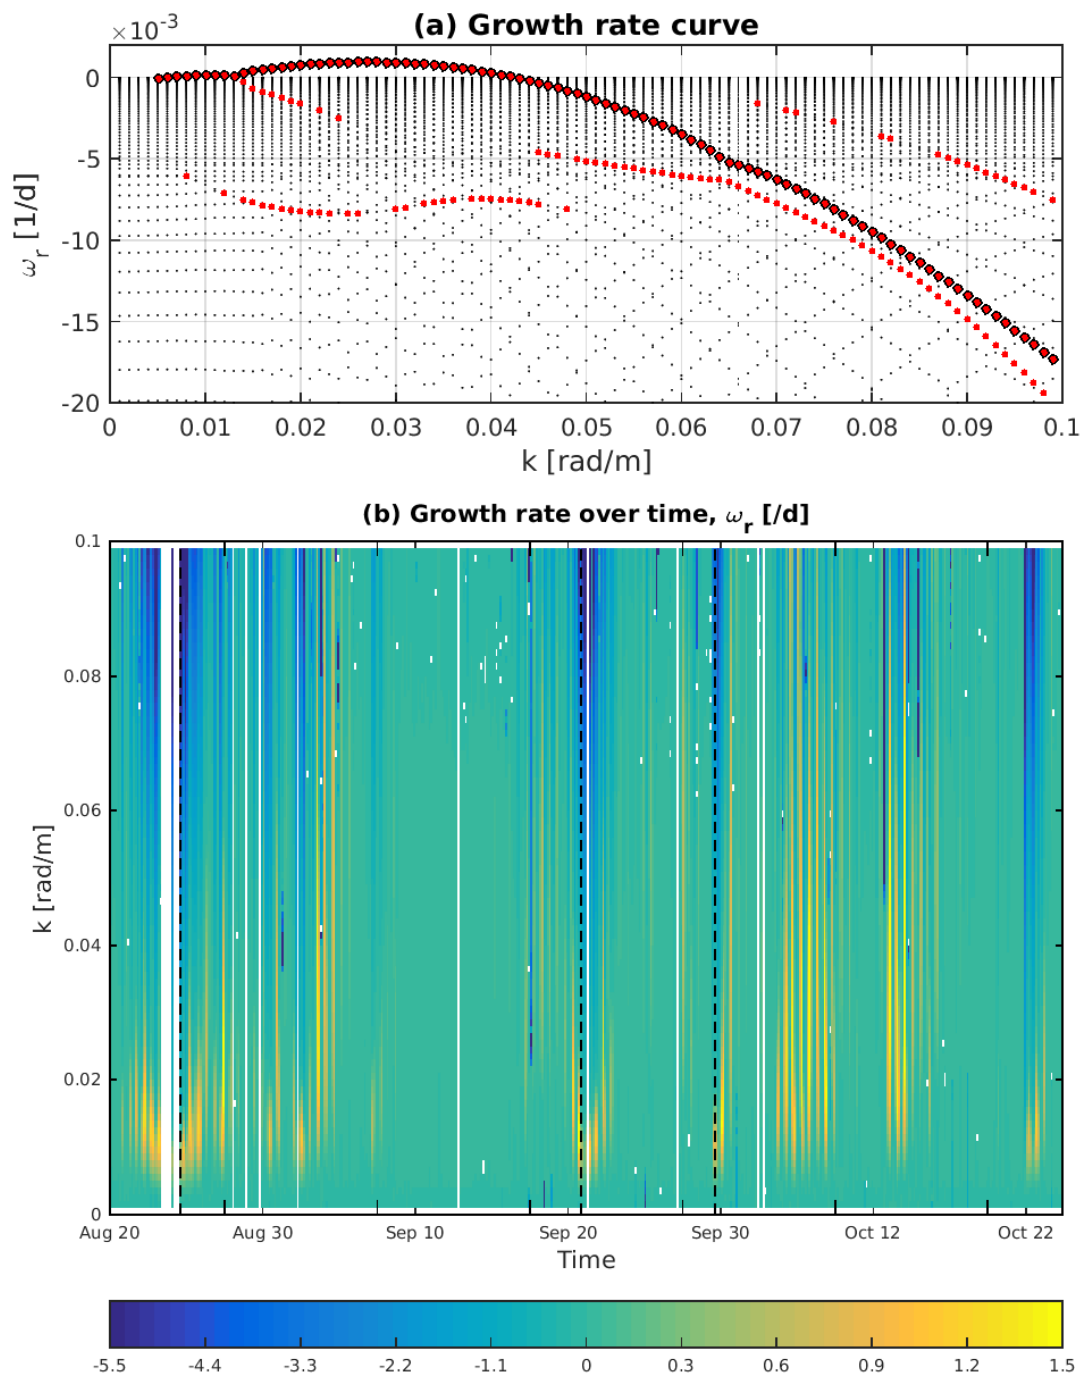 (a) Growth rate curve
×10⁻³
0
-5
-10
-15
-20
ω_r [1/d]
0 0.01 0.02 0.03 0.04 0.05 0.06 0.07 0.08 0.09 0.1
k [rad/m]
(b) Growth rate over time, ω_r [/d]
0.1
0.08
0.06
0.04
0.02
0
k [rad/m]
Aug 20 Aug 30 Sep 10 Sep 20 Sep 30 Oct 12 Oct 22
Time
-5.5 -4.4 -3.3 -2.2 -1.1 0 0.3 0.6 0.9 1.2 1.5